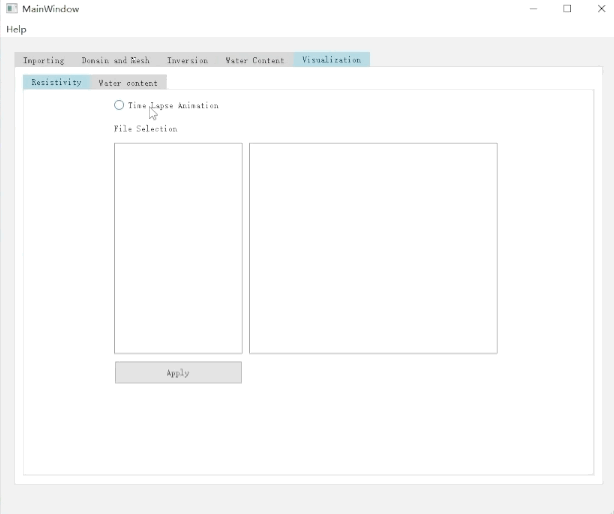 MainWindow
Help
Importing Domain and Mesh Inversion Water Content Visualization
Resistivity Water content
Time Lapse Animation
File Selection
Apply